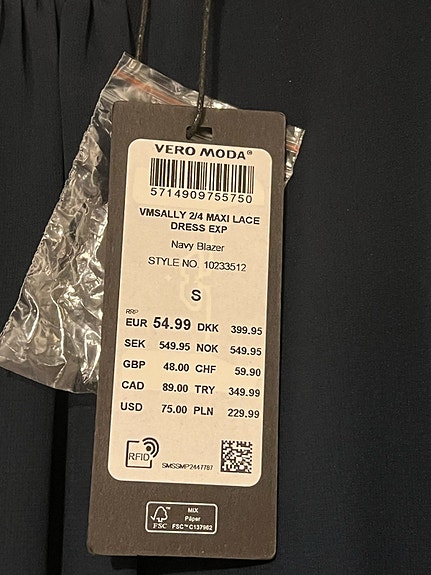 VERO MODA®
5714909755750
VMSALLY 2/4 MAXI LACE
DRESS EXP
Navy Blazer
STYLE NO. 10233512
S
RRP
EUR 54.99 DKK 399.95
SEK 549.95 NOK 549.95
GBP 48.00 CHF 59.90
CAD 89.00 TRY 349.99
USD 75.00 PLN 229.99
RFID
SMSSMP2447787
MIX
Paper
FSC FSC™ C137962